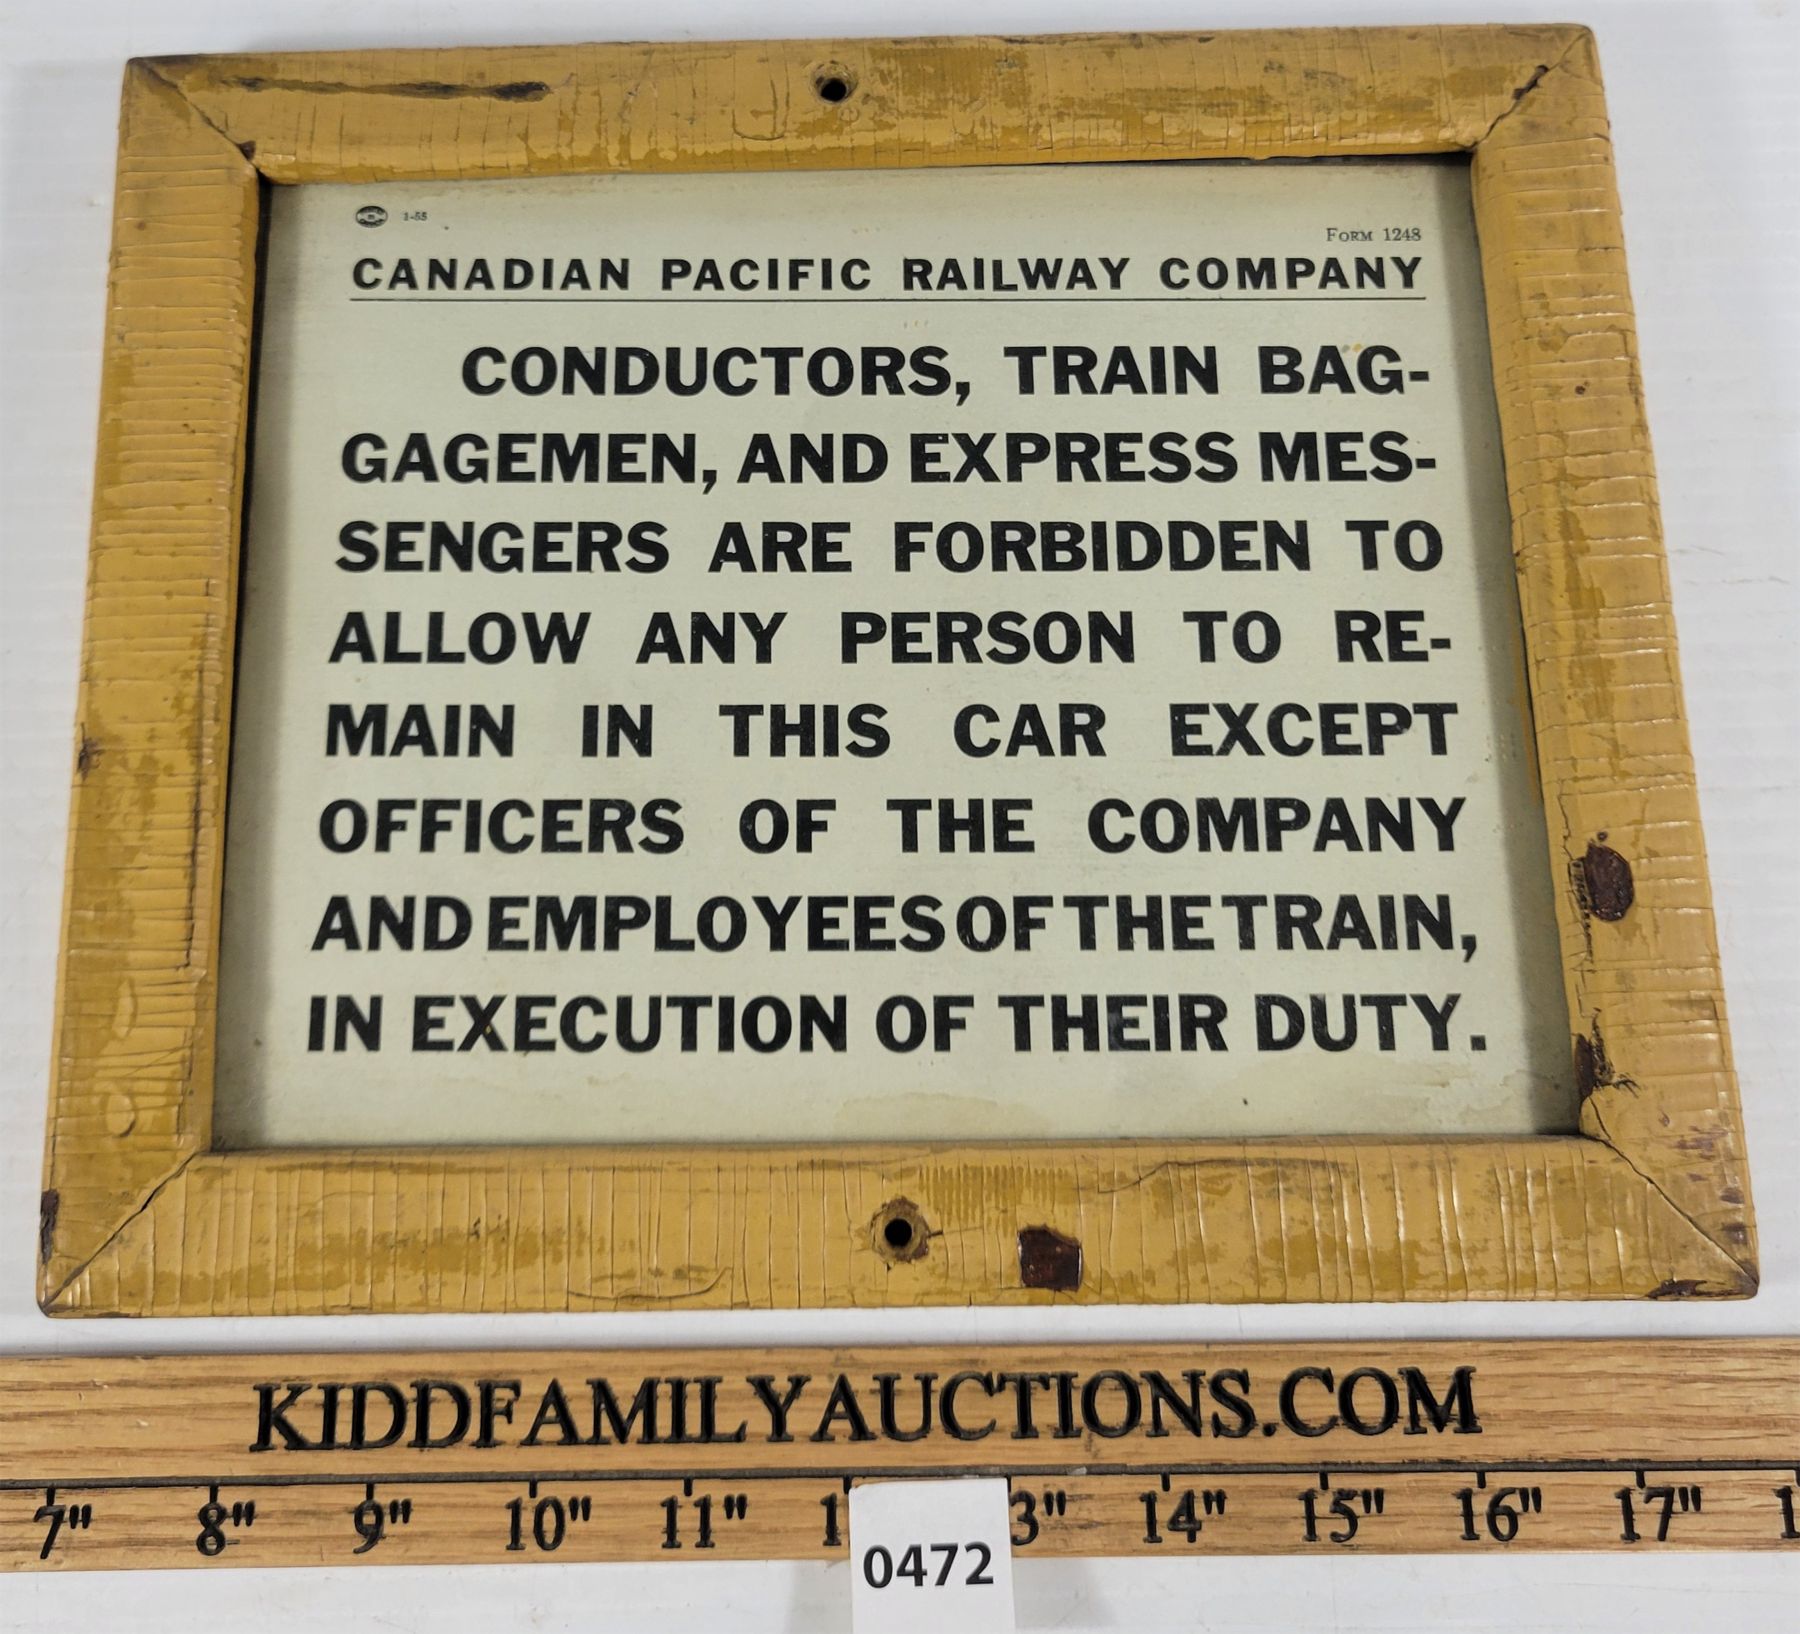 1-55
FORM 1248
CANADIAN PACIFIC RAILWAY COMPANY
CONDUCTORS, TRAIN BAG-
GAGEMEN, AND EXPRESS MES-
SENGERS ARE FORBIDDEN TO
ALLOW ANY PERSON TO RE-
MAIN IN THIS CAR EXCEPT
OFFICERS OF THE COMPANY
AND EMPLOYEES OF THE TRAIN,
IN EXECUTION OF THEIR DUTY.
KIDDFAMILYAUCTIONS.COM
7" 8" 9" 10" 11" 1 3" 14" 15" 16" 17" 1
0472